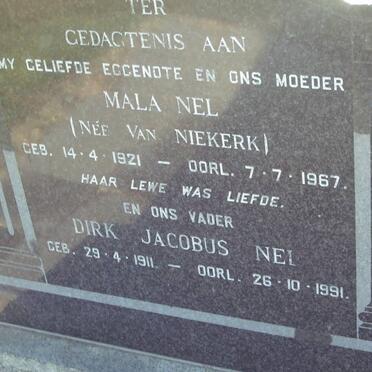 TER
GEDAGTENIS AAN
MY GELIEFDE EGGENOTE EN ONS MOEDER
MALA NEL
(NÉE VAN NIEKERK)
GEB. 14·4·1921 — OORL. 7·7·1967.
HAAR LEWE WAS LIEFDE.
EN ONS VADER
DIRK JACOBUS NEL
GEB. 29·4·1911. — OORL. 26·10·1991.